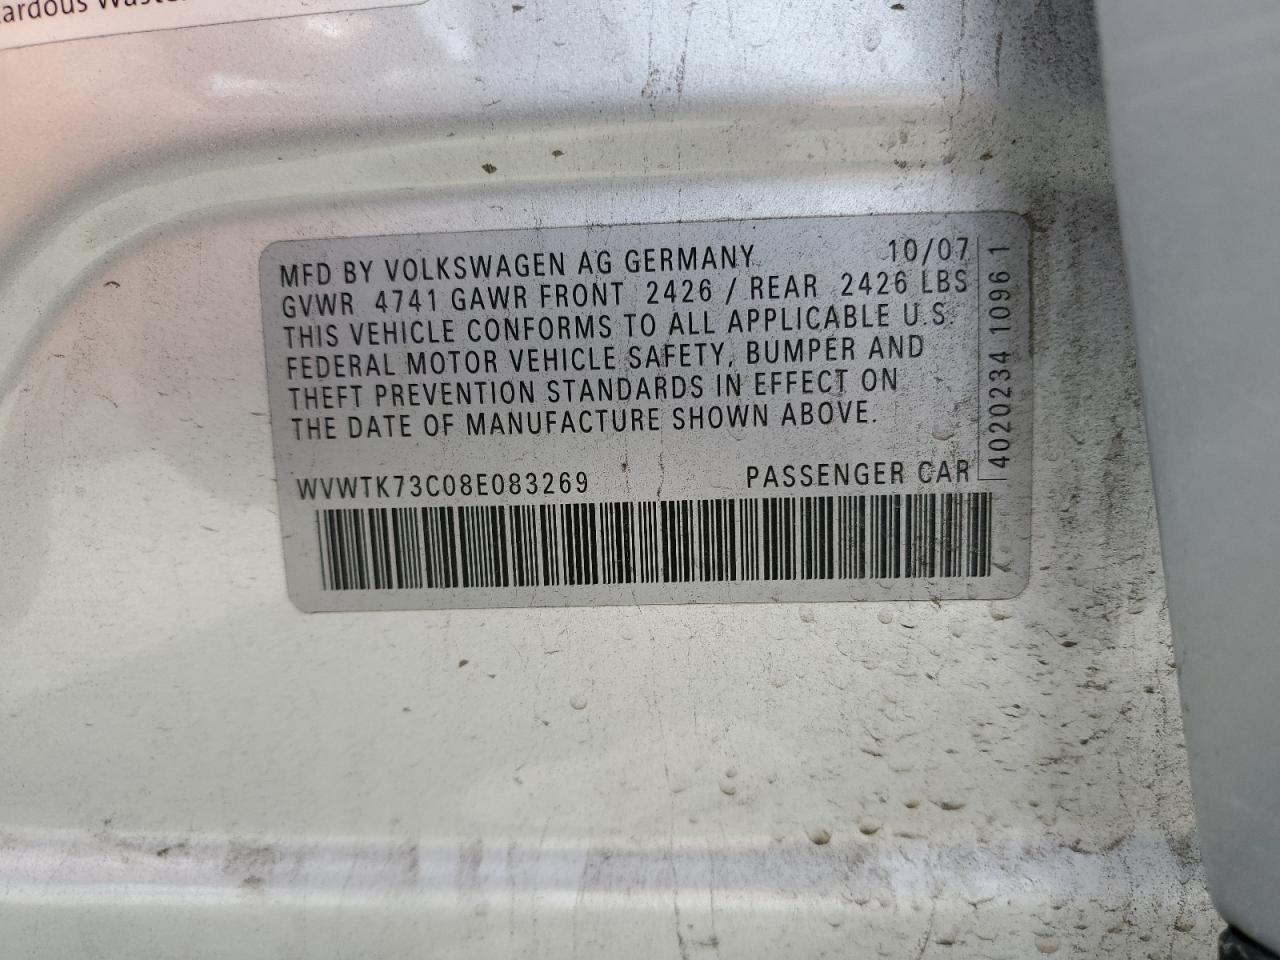 ardous Waste
MFD BY VOLKSWAGEN AG GERMANY 10/07
GVWR 4741 GAWR FRONT 2426 / REAR 2426 LBS
THIS VEHICLE CONFORMS TO ALL APPLICABLE U.S.
FEDERAL MOTOR VEHICLE SAFETY, BUMPER AND
THEFT PREVENTION STANDARDS IN EFFECT ON
THE DATE OF MANUFACTURE SHOWN ABOVE.
WVWTK73C08E083269 PASSENGER CAR
4020234 1096 1